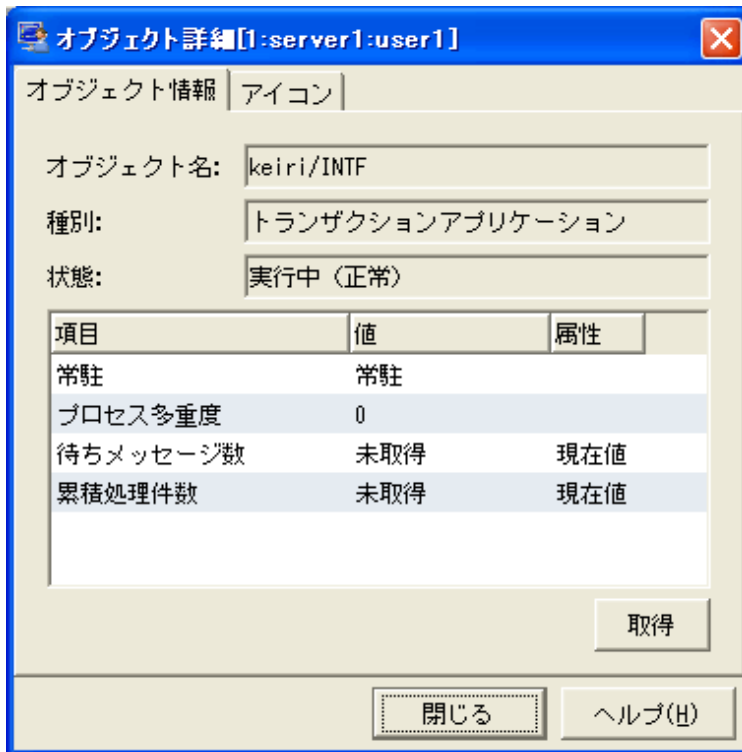 オブジェクト詳細[1:server1:user1]
オブジェクト情報 アイコン
オブジェクト名: keiri/INTF
種別: トランザクションアプリケーション
状態: 実行中（正常）
項目 値 属性
常駐 常駐
プロセス多重度 0
待ちメッセージ数 未取得 現在値
累積処理件数 未取得 現在値
取得
閉じる ヘルプ(H)